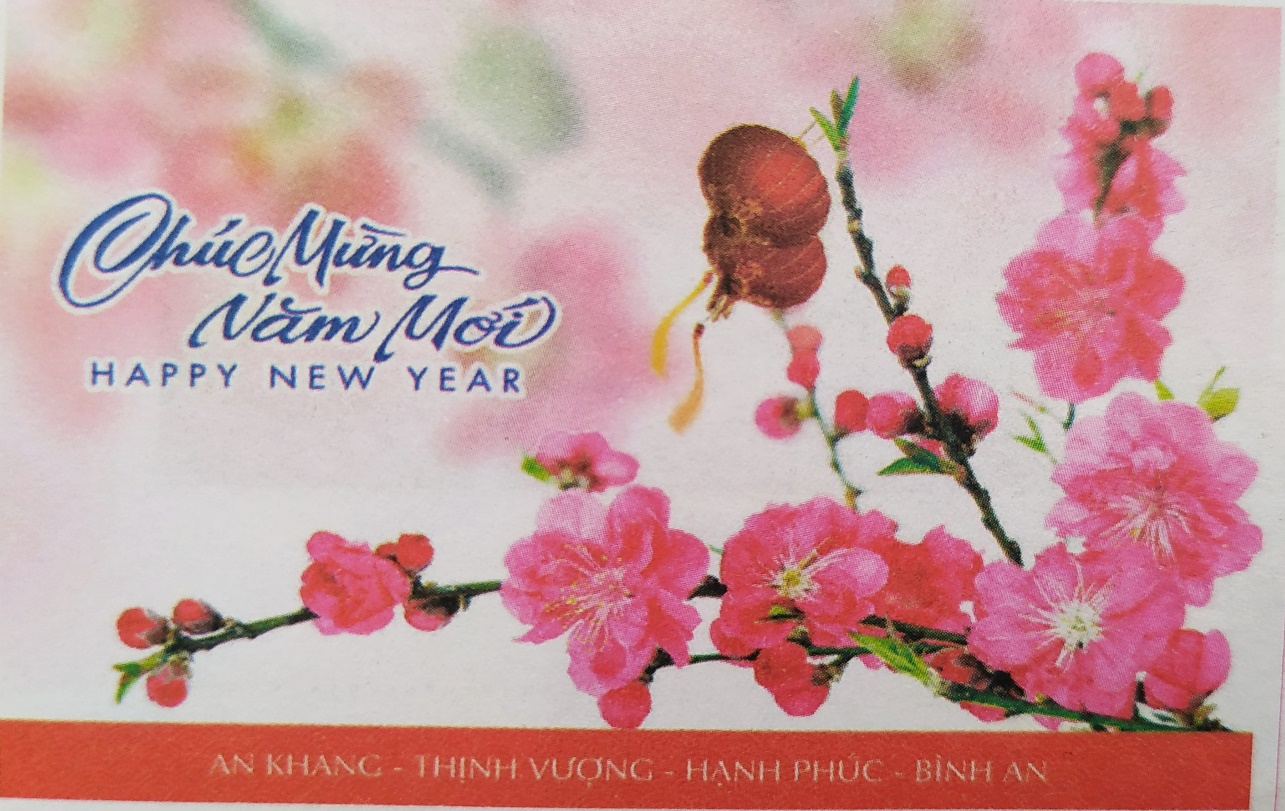 Chúc Mừng
Năm Mới
HAPPY NEW YEAR
AN KHANG - THỊNH VƯỢNG - HẠNH PHÚC - BÌNH AN